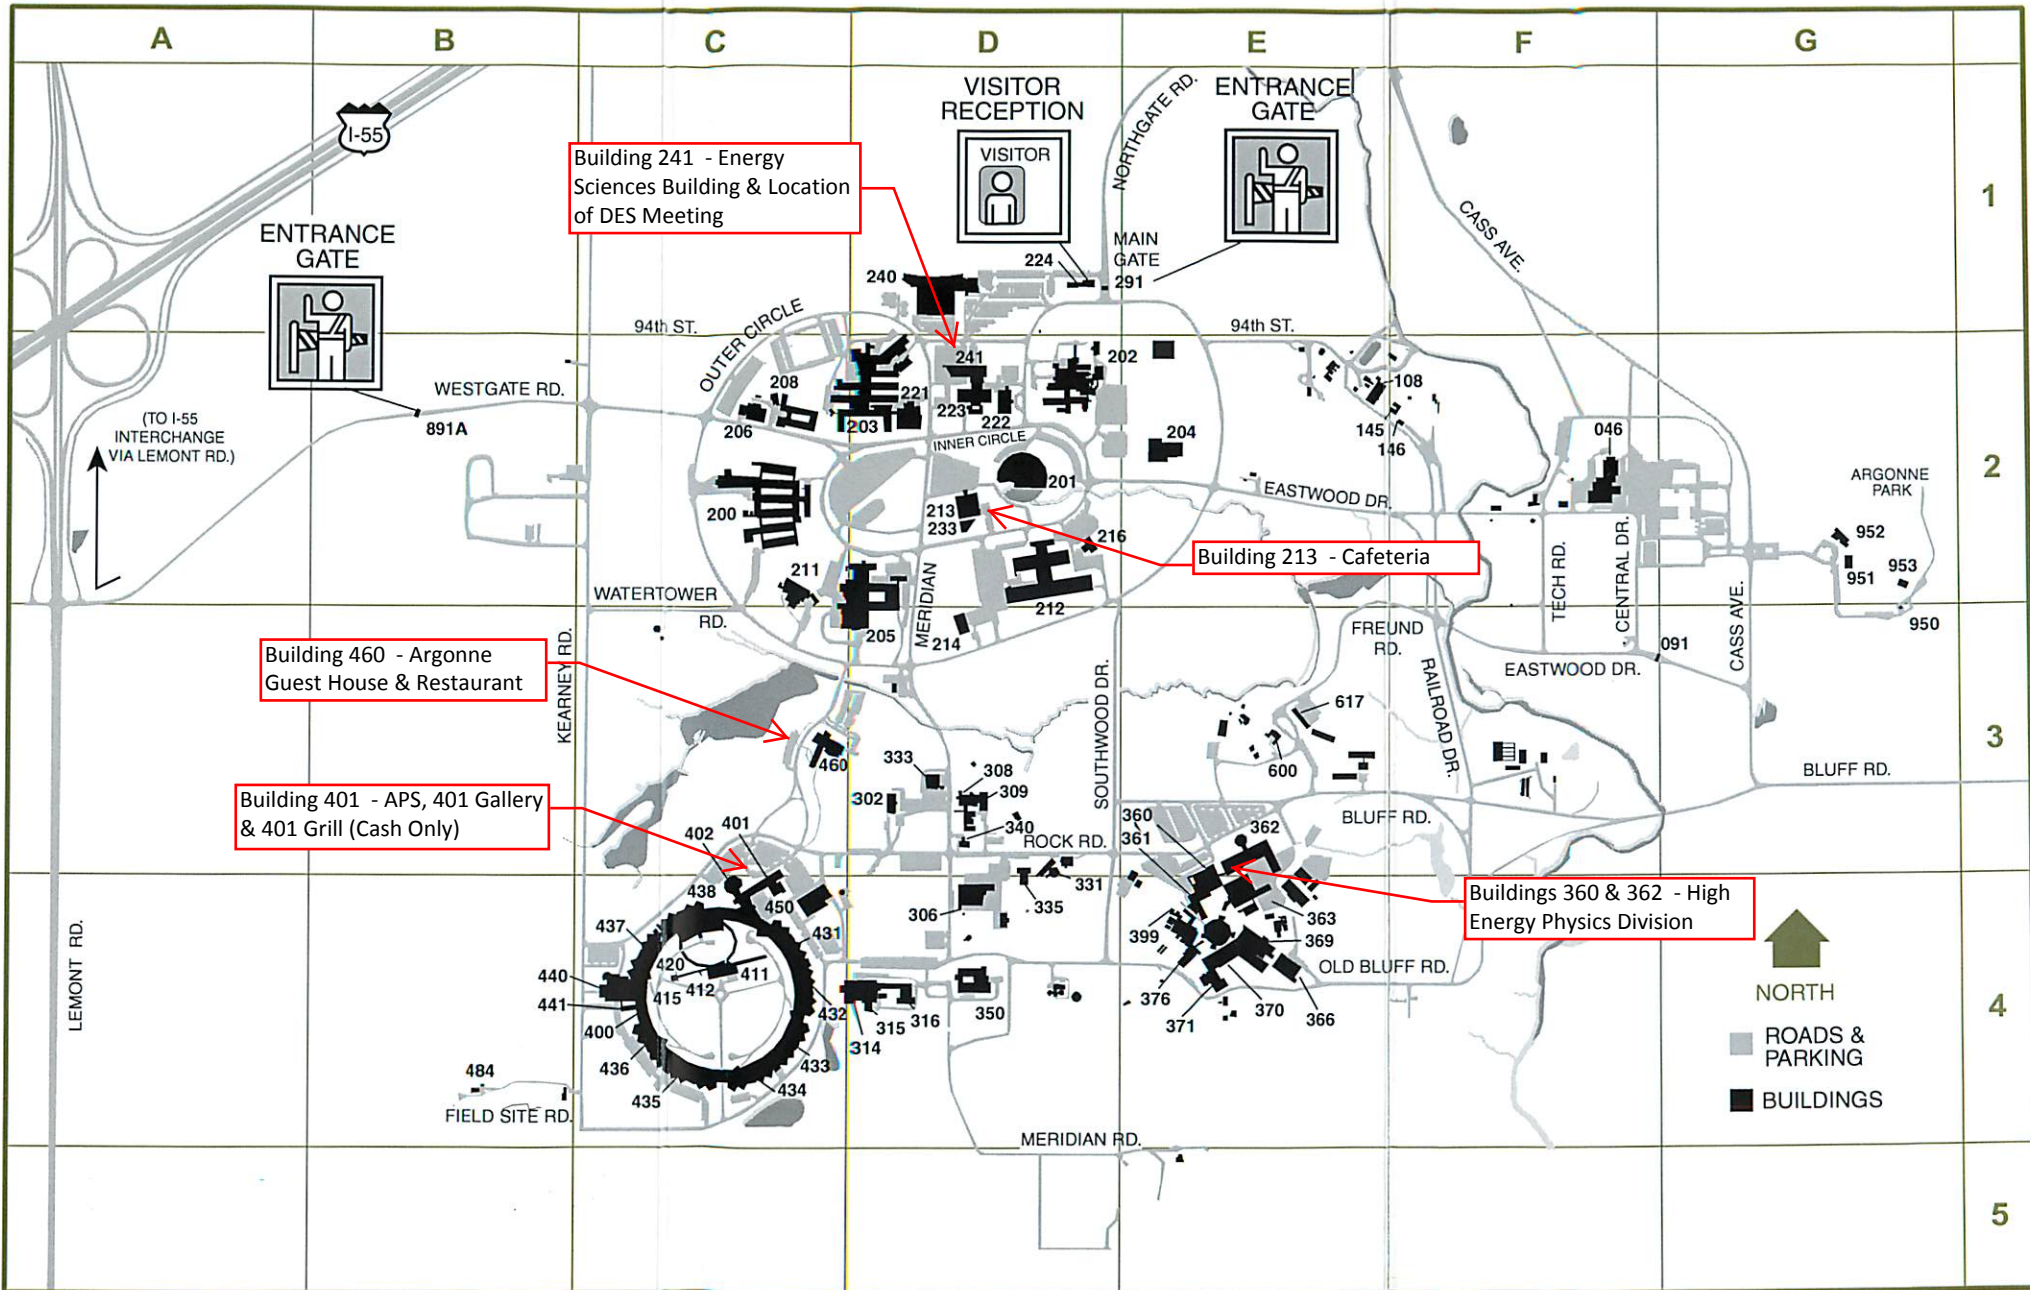 A
B
C
D
E
F
G
1
2
3
4
5
I-55
VISITOR
RECEPTION
VISITOR
ENTRANCE
GATE
NORTHGATE RD.
Building 241 - Energy
Sciences Building & Location
of DES Meeting
ENTRANCE
GATE
CASS AVE.
MAIN
GATE
291
224
240
OUTER CIRCLE
94th ST.
94th ST.
WESTGATE RD.
891A
(TO I-55
INTERCHANGE
VIA LEMONT RD.)
241
202
208
221
223
222
206
203
INNER CIRCLE
204
108
145
146
046
201
200
213
233
216
EASTWOOD DR.
Building 213 - Cafeteria
ARGONNE
PARK
952
951
953
950
TECH RD.
CENTRAL DR.
CASS AVE.
211
212
214
205
MERIDIAN
WATERTOWER
RD.
KEARNEY RD.
FREUND
RD.
091
EASTWOOD DR.
RAILROAD DR.
SOUTHWOOD DR.
Building 460 - Argonne
Guest House & Restaurant
460
617
600
333
302
308
309
340
ROCK RD.
BLUFF RD.
BLUFF RD.
Building 401 - APS, 401 Gallery
& 401 Grill (Cash Only)
402
401
360
361
362
331
335
306
363
399
369
376
371
370
366
OLD BLUFF RD.
Buildings 360 & 362 - High
Energy Physics Division
438
450
437
431
420
411
440
415
412
441
400
432
436
433
435
434
315
316
314
350
484
FIELD SITE RD.
LEMONT RD.
MERIDIAN RD.
NORTH
ROADS &
PARKING
BUILDINGS